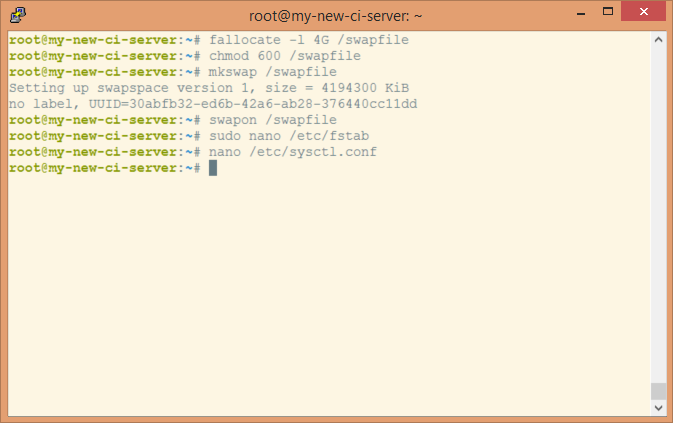 root@my-new-ci-server: ~
root@my-new-ci-server:~# fallocate -l 4G /swapfile
root@my-new-ci-server:~# chmod 600 /swapfile
root@my-new-ci-server:~# mkswap /swapfile
Setting up swapspace version 1, size = 4194300 KiB
no label, UUID=30abfb32-ed6b-42a6-ab28-376440cc11dd
root@my-new-ci-server:~# swapon /swapfile
root@my-new-ci-server:~# sudo nano /etc/fstab
root@my-new-ci-server:~# nano /etc/sysctl.conf
root@my-new-ci-server:~#